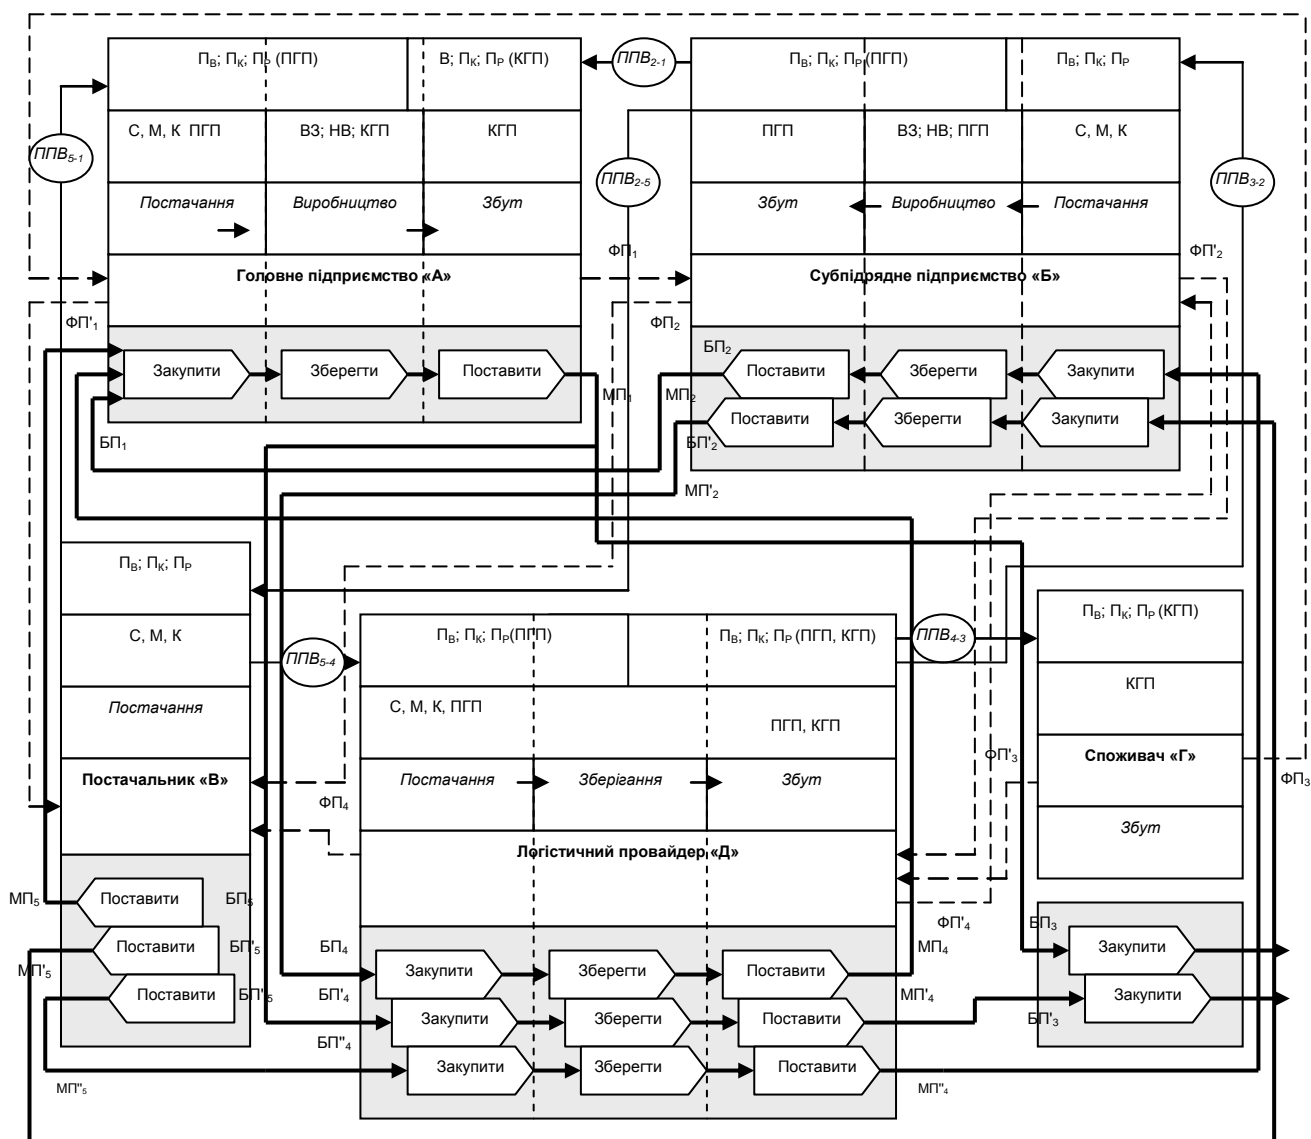 Пв; Пк; Пр (ПГП)
В; Пк; Пр (КГП)
ППВ2-1
Пв; Пк; Пр(ПГП)
Пв; Пк; Пр
С, М, К ПГП
ВЗ; НВ; КГП
КГП
ПГП
ВЗ; НВ; ПГП
С, М, К
ППВ5-1
ППВ2-5
ППВ3-2
Постачання
Виробництво
Збут
Збут
Виробництво
Постачання
ФП1
ФП'2
Головне підприємство «А»
Субпідрядне підприємство «Б»
ФП'1
ФП2
БП2
Закупити
Зберегти
Поставити
Поставити
Зберегти
Закупити
МП1
МП2
Поставити
Зберегти
Закупити
БП1
БП'2
МП'2
Пв; Пк; Пр
С, М, К
Постачання
Постачальник «В»
ППВ5-4
Пв; Пк; Пр(ПГП)
Пв; Пк; Пр (ПГП, КГП)
ППВ4-3
Пв; Пк; Пр (КГП)
С, М, К, ПГП
ПГП, КГП
КГП
Постачання
Зберігання
Збут
ФП'3
Споживач «Г»
ФП3
ФП4
Збут
Логістичний провайдер «Д»
МП5
Поставити
БП5
ФП'4
БП3
Поставити
БП'5
МП'5
Поставити
БП''5
БП4
МП4
Закупити
Закупити
Зберегти
Поставити
БП'4
МП'4
Закупити
Закупити
Зберегти
Поставити
БП'3
БП''4
Закупити
Зберегти
Поставити
МП''5
МП''4